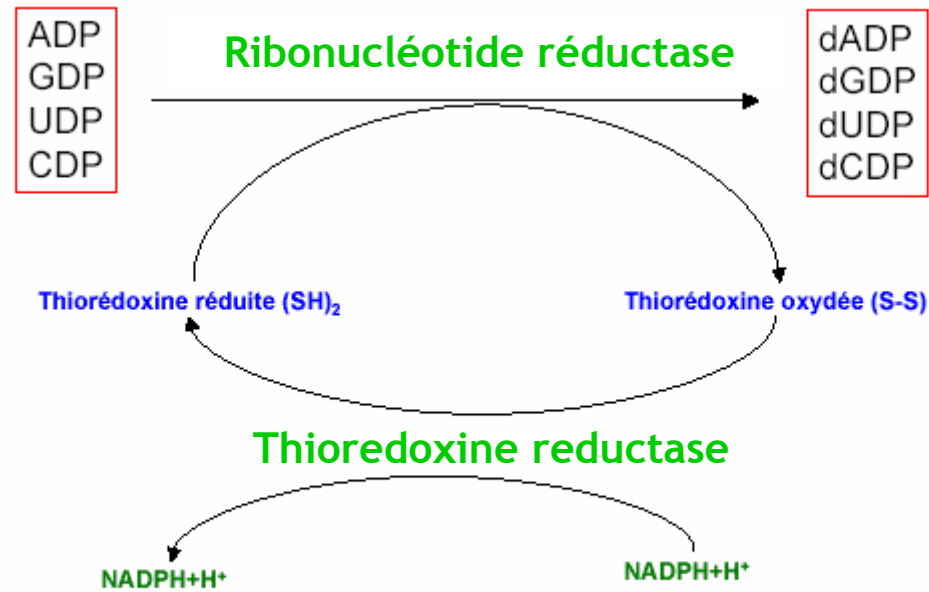 ADP
GDP
UDP
CDP
Ribonucléotide réductase
dADP
dGDP
dUDP
dCDP
Thiorédoxine réduite (SH)₂
Thiorédoxine oxydée (S-S)
Thioredoxine reductase
NADPH+H⁺
NADPH+H⁺